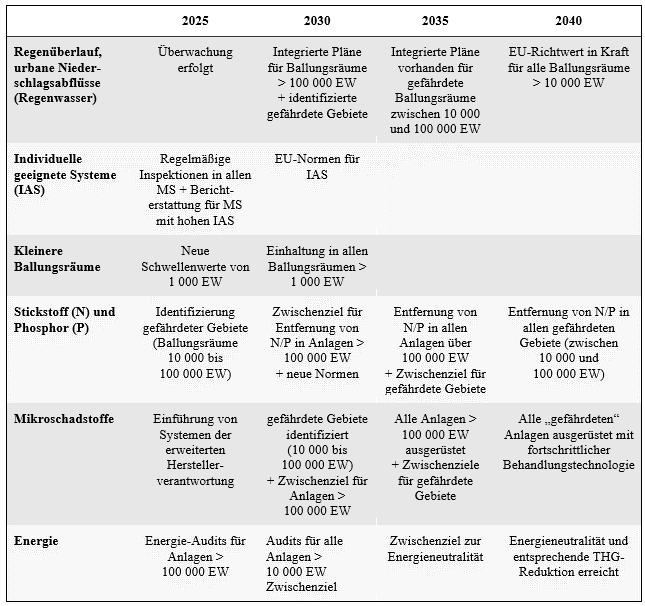 2025 2030 2035 2040
Regenüberlauf,
urbane Nieder-
schlagsabflüsse
(Regenwasser)
Überwachung
erfolgt
Integrierte Pläne
für Ballungsräume
> 100 000 EW
+ identifizierte
gefährdete Gebiete
Integrierte Pläne
vorhanden für
gefährdete
Ballungsräume
zwischen 10 000
und 100 000 EW
EU-Richtwert in Kraft
für alle Ballungsräume
> 10 000 EW
Individuelle
geeignete Systeme
(IAS)
Regelmäßige
Inspektionen in allen
MS + Bericht-
erstattung für MS
mit hohen IAS
EU-Normen für
IAS
Kleinere
Ballungsräume
Neue
Schwellenwerte von
1 000 EW
Einhaltung in allen
Ballungsräumen >
1 000 EW
Stickstoff (N) und
Phosphor (P)
Identifizierung
gefährdeter Gebiete
(Ballungsräume
10 000 bis
100 000 EW)
Zwischenziel für
Entfernung von
N/P in Anlagen >
100 000 EW
+ neue Normen
Entfernung von
N/P in allen
Anlagen über
100 000 EW
+ Zwischenziel für
gefährdete Gebiete
Entfernung von N/P in
allen gefährdeten
Gebiete (zwischen
10 000 und
100 000 EW)
Mikroschadstoffe
Einführung von
Systemen der
erweiterten
Hersteller-
verantwortung
gefährdete Gebiete
identifiziert
(10 000 bis
100 000 EW)
+ Zwischenziel für
Anlagen >
100 000 EW
Alle Anlagen >
100 000 EW
ausgerüstet
+ Zwischenziele
für gefährdete
Gebiete
Alle „gefährdeten“
Anlagen ausgerüstet mit
fortschrittlicher
Behandlungstechnologie
Energie
Energie-Audits für
Anlagen >
100 000 EW
Audits für alle
Anlagen >
10 000 EW
Zwischenziel
Zwischenziel zur
Energieneutralität
Energieneutralität und
entsprechende THG-
Reduktion erreicht